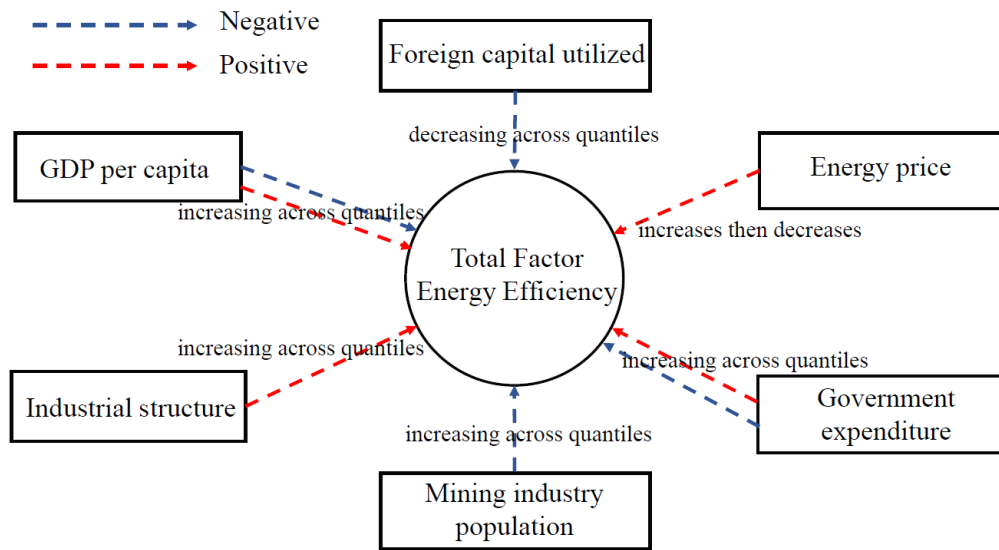 Negative
Positive
Foreign capital utilized
decreasing across quantiles
GDP per capita
increasing across quantiles
Energy price
increases then decreases
Total Factor
Energy Efficiency
increasing across quantiles
Industrial structure
increasing across quantiles
Government
expenditure
increasing across quantiles
Mining industry
population